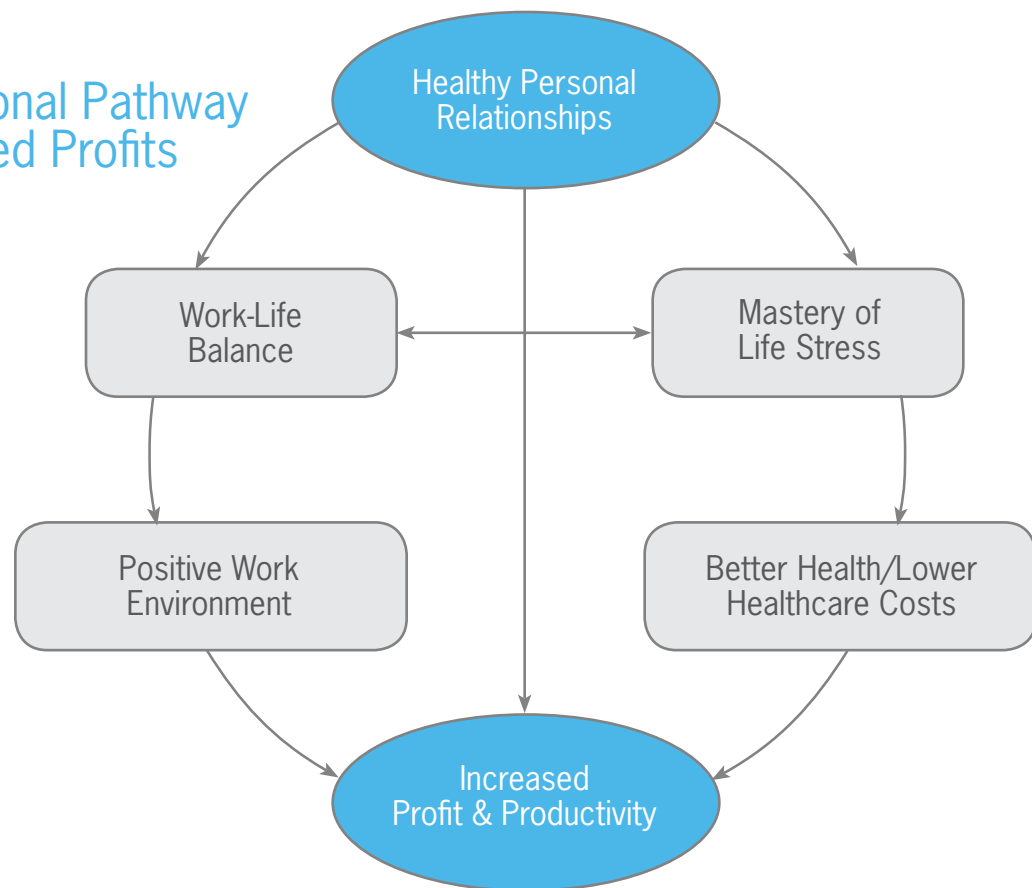 onal Pathway
ed Profits
Healthy Personal
Relationships
Work-Life
Balance
Mastery of
Life Stress
Positive Work
Environment
Better Health/Lower
Healthcare Costs
Increased
Profit & Productivity